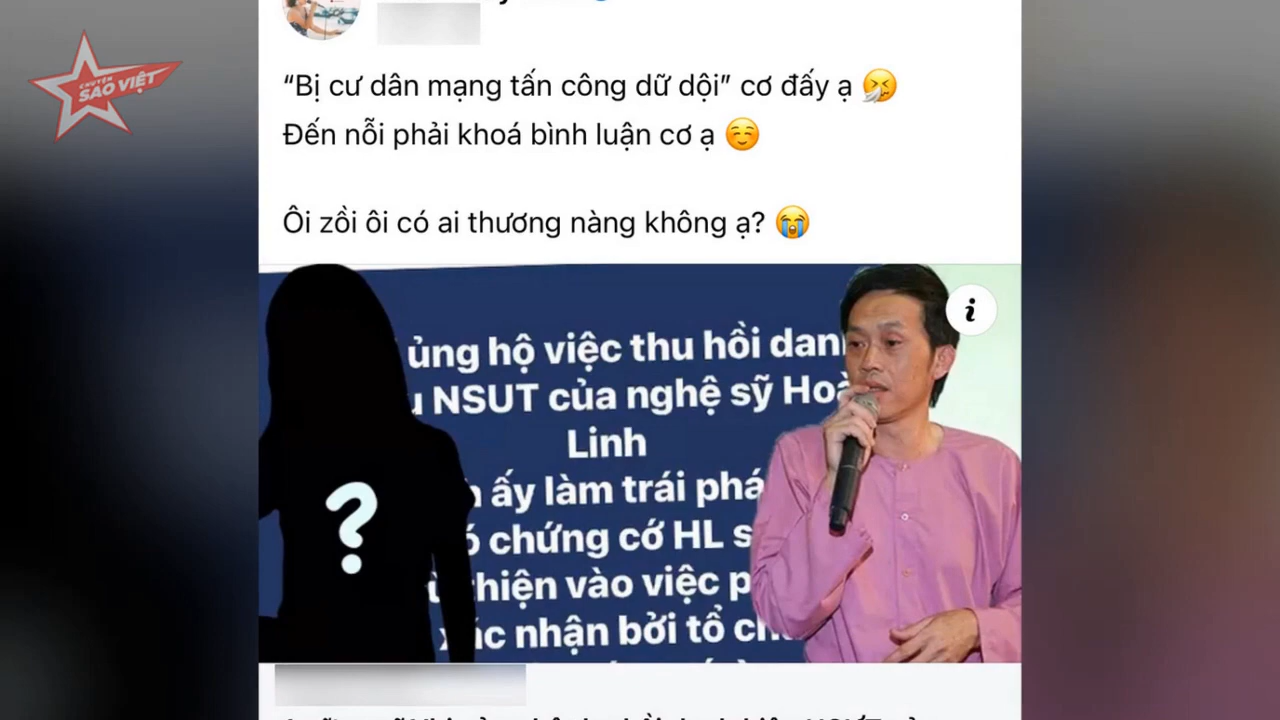 CHUYỆN
SAO VIỆT
“Bị cư dân mạng tấn công dữ dội” cơ đấy ạ 🤧
Đến nỗi phải khoá bình luận cơ ạ ☺️
Ôi zồi ôi có ai thương nàng không ạ? 😭
i
ủng hộ việc thu hồi dan
NSUT của nghệ sỹ Hoà
Linh
ấy làm trái phá
chứng cớ HL s
hiện vào việc p
nhận bởi tổ ch
?